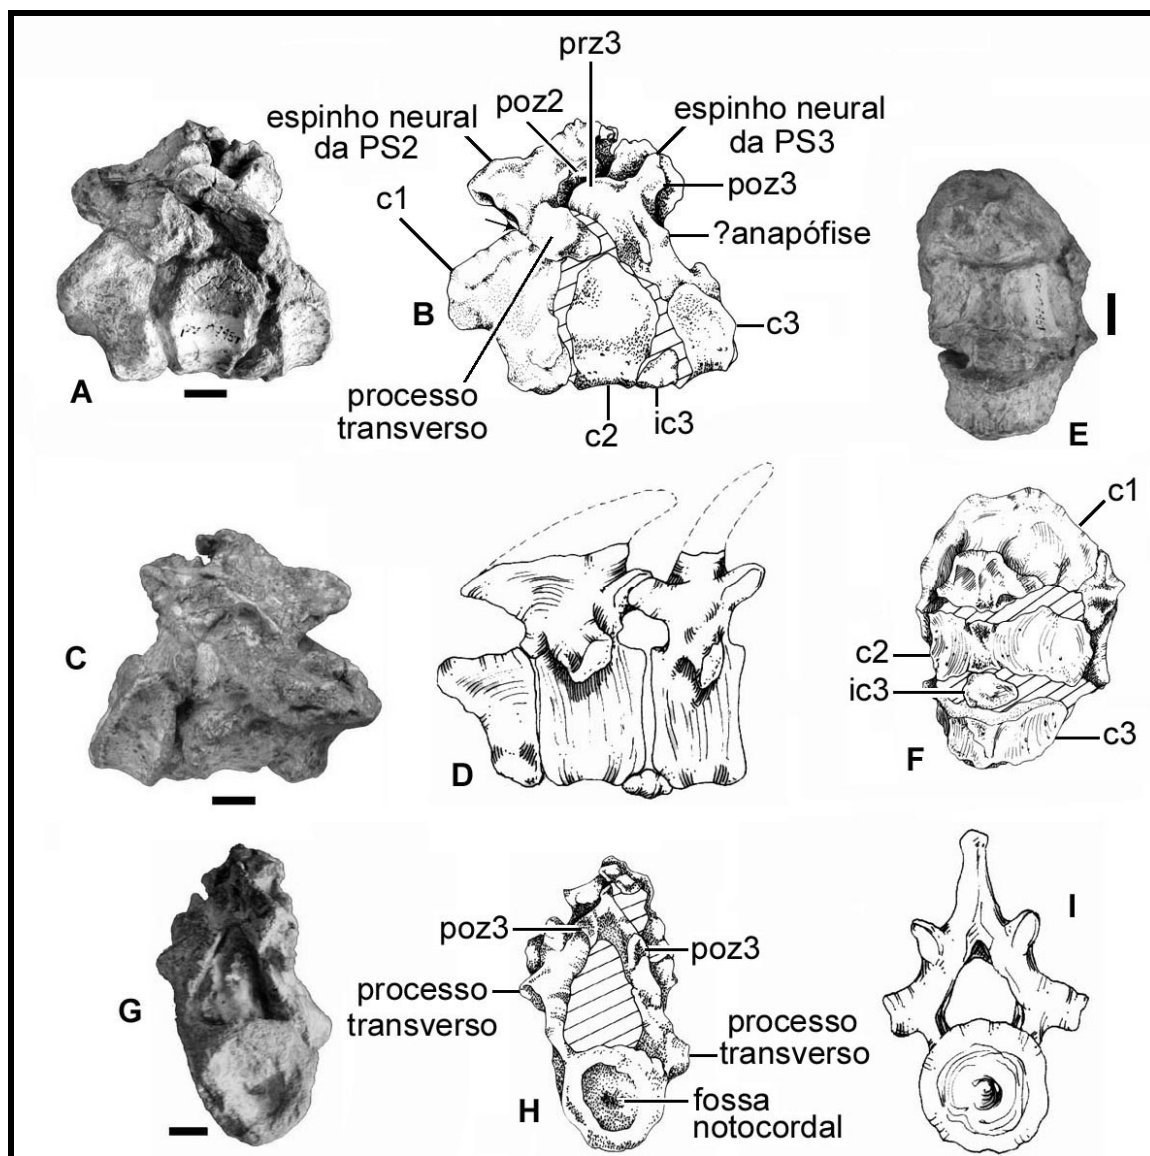 prz3
poz2
espinho neural
da PS2
espinho neural
da PS3
c1
poz3
?anapófise
B
c3
A
processo
transverso
c2
ic3
E
C
D
c1
c2
ic3
c3
F
G
poz3
poz3
processo
transverso
processo
transverso
H
fossa
notocordal
I